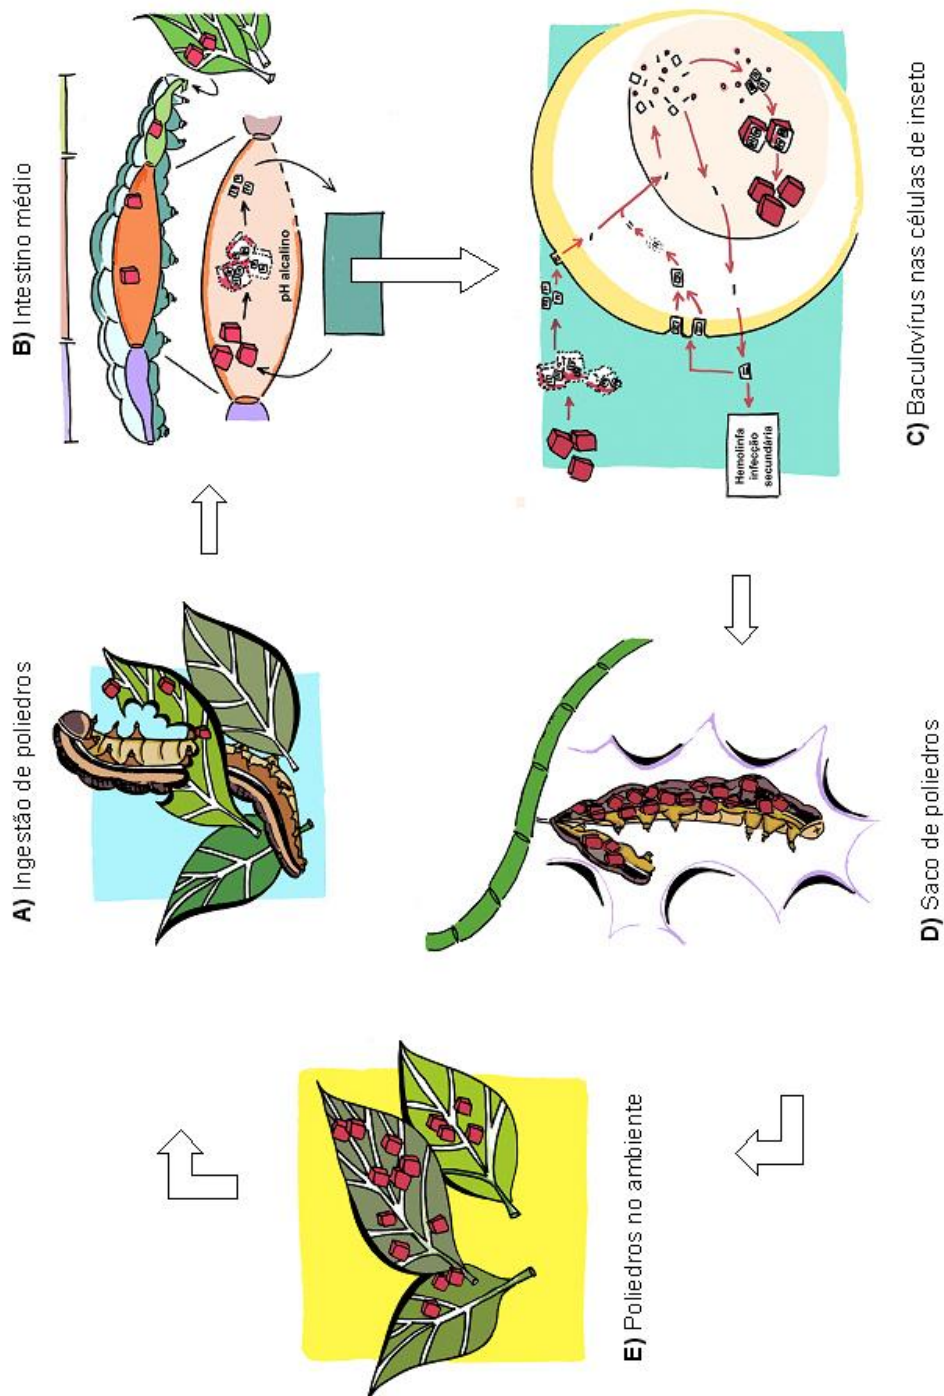 A) Ingestão de poliedros
B) Intestino médio
pH alcalino
C) Baculovírus nas células de inseto
Hemolinfa
infecção
secundária
D) Saco de poliedros
E) Poliedros no ambiente